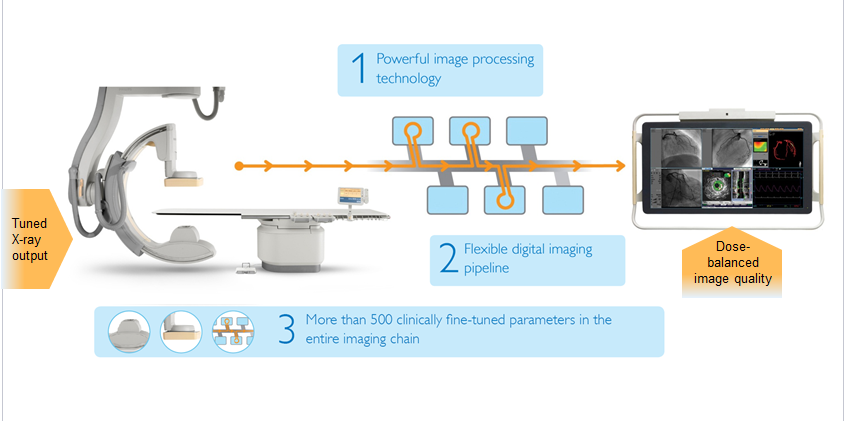 1 Powerful image processing
technology
Tuned
X-ray
output
2 Flexible digital imaging
pipeline
Dose-
balanced
image quality
3 More than 500 clinically fine-tuned parameters in the
entire imaging chain